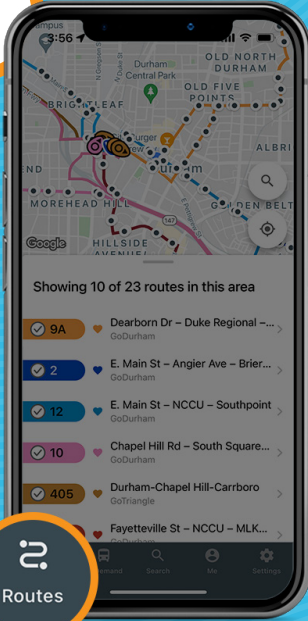 3:56
OLD NORTH
DURHAM
Durham
Central Park
OLD FIVE
POINTS
BRIGHTLEAF
MOREHEAD HILL
147
HILLSIDE
Google
Showing 10 of 23 routes in this area
9A
Dearborn Dr – Duke Regional –...
GoDurham
2
E. Main St – Angier Ave – Brier...
GoDurham
12
E. Main St – NCCU – Southpoint
GoDurham
10
Chapel Hill Rd – South Square...
GoDurham
405
Durham-Chapel Hill-Carrboro
GoTriangle
Fayetteville St – NCCU – MLK...
GoDurham
Search
Me
Settings
Routes